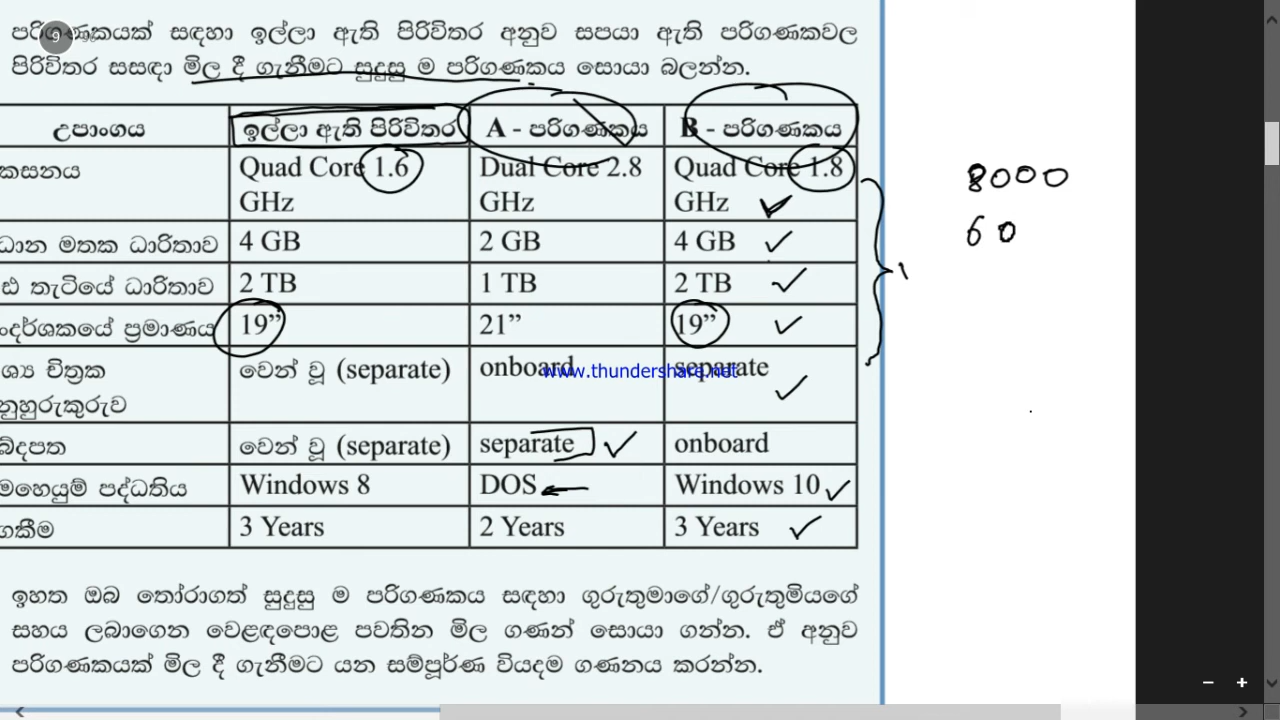 පරිගණකයක් සඳහා ඉල්ලා ඇති පිරිවිතර අනුව සපයා ඇති පරිගණකවල
පිරිවිතර සසඳා මිල දී ගැනීමට සුදුසු ම පරිගණකය සොයා බලන්න.
උපාංගය ඉල්ලා ඇති පිරිවිතර A - පරිගණකය B - පරිගණකය
කසනය Quad Core 1.6 GHz Dual Core 2.8 GHz Quad Core 1.8 GHz
ධාන මතක ධාරිතාව 4 GB 2 GB 4 GB
තැටියේ ධාරිතාව 2 TB 1 TB 2 TB
ංදර්ශකයේ ප්‍රමාණය 19” 21” 19”
ශ්‍ය චිත්‍රක නුහුරුකුරුව වෙන් වූ (separate) onboard separate
බ්දපත වෙන් වූ (separate) separate onboard
මහෙයුම් පද්ධතිය Windows 8 DOS Windows 10
ගකීම 3 Years 2 Years 3 Years
ඉහත ඔබ තෝරාගත් සුදුසු ම පරිගණකය සඳහා ගුරුතුමාගේ/ගුරුතුමියගේ
සහය ලබාගෙන වෙළඳපොළ පවතින මිල ගණන් සොයා ගන්න. ඒ අනුව
පරිගණකයක් මිල දී ගැනීමට යන සම්පූර්ණ වියදම ගණනය කරන්න.
www.thundershare.net
8000
60
9